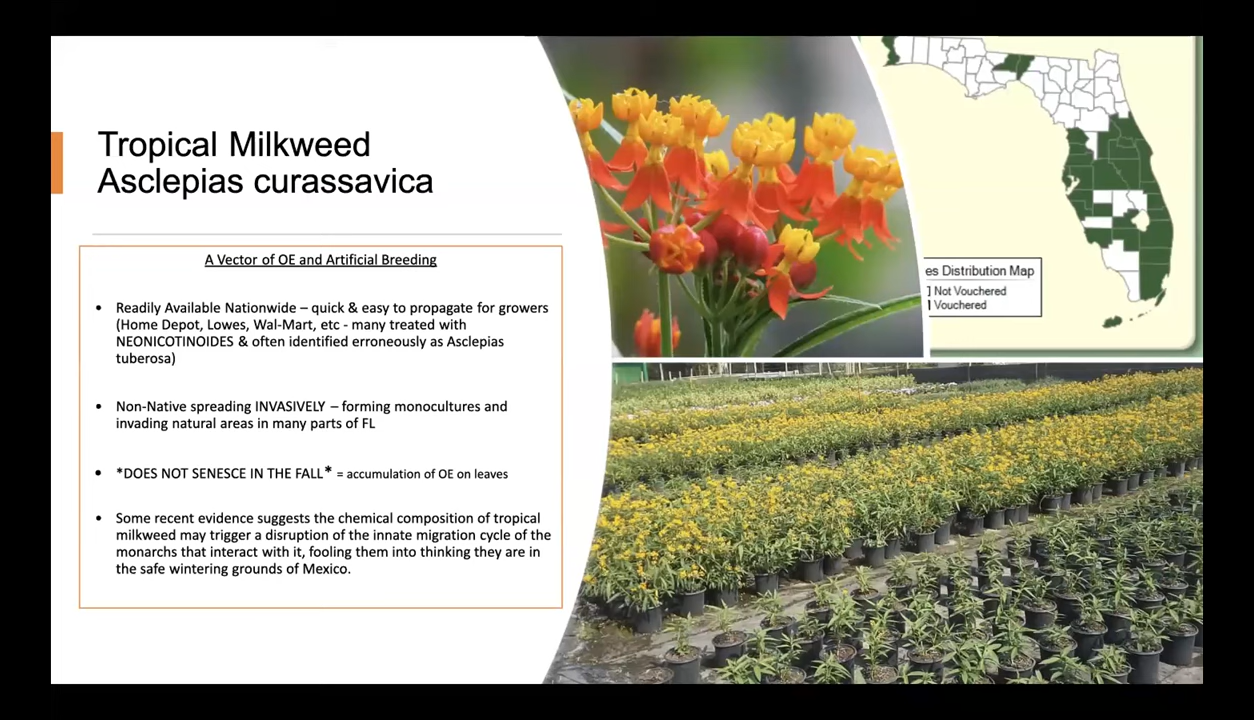 Tropical Milkweed
Asclepias curassavica
A Vector of OE and Artificial Breeding
• Readily Available Nationwide – quick & easy to propagate for growers
(Home Depot, Lowes, Wal-Mart, etc - many treated with
NEONICOTINOIDES & often identified erroneously as Asclepias
tuberosa)
• Non-Native spreading INVASIVELY – forming monocultures and
invading natural areas in many parts of FL
• *DOES NOT SENESCE IN THE FALL* = accumulation of OE on leaves
• Some recent evidence suggests the chemical composition of tropical
milkweed may trigger a disruption of the innate migration cycle of the
monarchs that interact with it, fooling them into thinking they are in
the safe wintering grounds of Mexico.
es Distribution Map
Not Vouchered
Vouchered